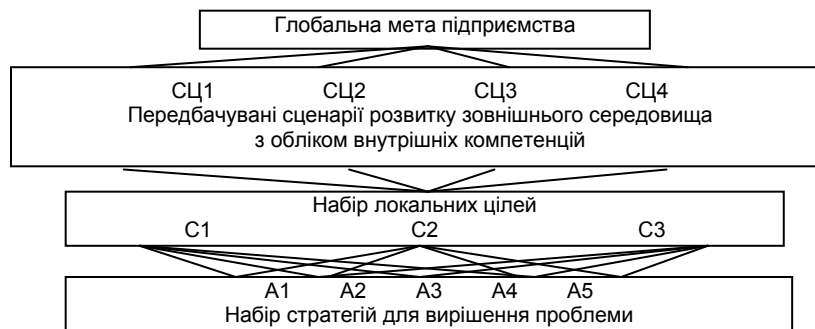 Глобальна мета підприємства
СЦ1 СЦ2 СЦ3 СЦ4
Передбачувані сценарії розвитку зовнішнього середовища
з обліком внутрішніх компетенцій
Набір локальних цілей
С1 С2 С3
А1 А2 А3 А4 А5
Набір стратегій для вирішення проблеми